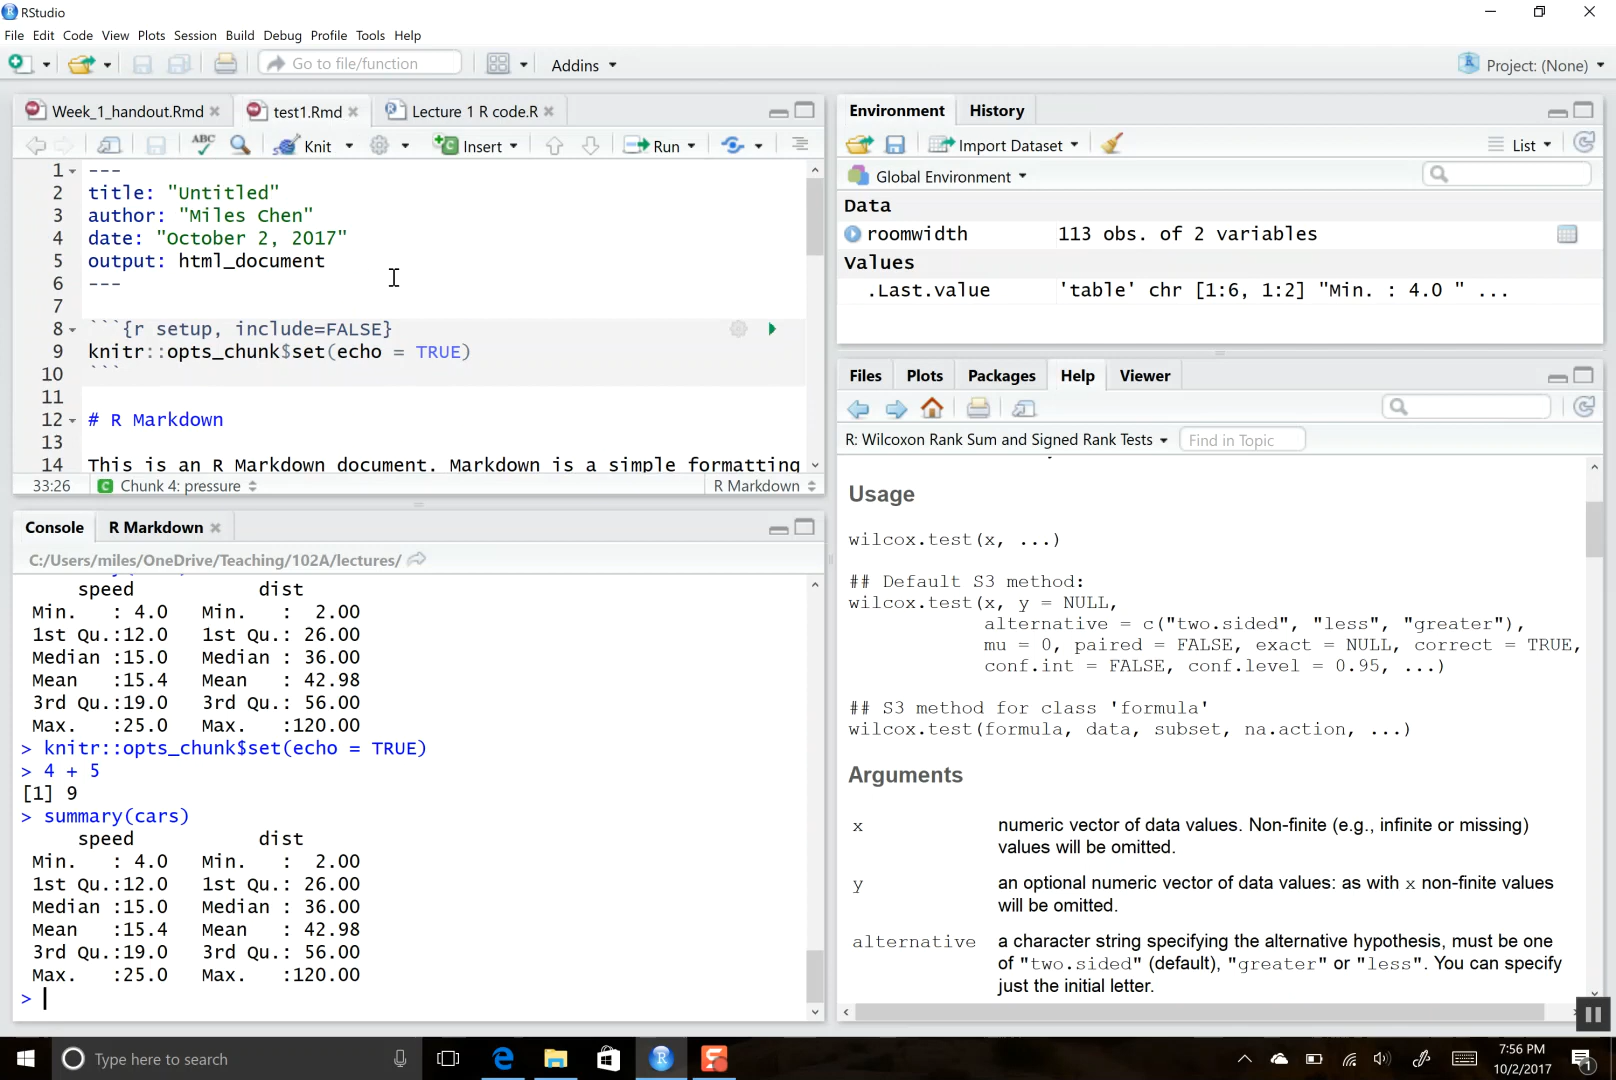 RStudio
File Edit Code View Plots Session Build Debug Profile Tools Help
Go to file/function
Addins
Project: (None)
Week_1_handout.Rmd
test1.Rmd
Lecture 1 R code.R
ABC
Knit
Insert
Run
1 ---
2 title: "Untitled"
3 author: "Miles Chen"
4 date: "October 2, 2017"
5 output: html_document
6 ---
7
8 ```{r setup, include=FALSE}
9 knitr::opts_chunk$set(echo = TRUE)
10 ```
11
12 # R Markdown
13
14 This is an R Markdown document. Markdown is a simple formatting
33:26
C Chunk 4: pressure
R Markdown
Console
R Markdown
C:/Users/miles/OneDrive/Teaching/102A/lectures/
speed dist
Min. : 4.0 Min. : 2.00
1st Qu.:12.0 1st Qu.: 26.00
Median :15.0 Median : 36.00
Mean :15.4 Mean : 42.98
3rd Qu.:19.0 3rd Qu.: 56.00
Max. :25.0 Max. :120.00
> knitr::opts_chunk$set(echo = TRUE)
> 4 + 5
[1] 9
> summary(cars)
speed dist
Min. : 4.0 Min. : 2.00
1st Qu.:12.0 1st Qu.: 26.00
Median :15.0 Median : 36.00
Mean :15.4 Mean : 42.98
3rd Qu.:19.0 3rd Qu.: 56.00
Max. :25.0 Max. :120.00
>
Environment History
Import Dataset
List
Global Environment
Data
roomwidth 113 obs. of 2 variables
Values
.Last.value 'table' chr [1:6, 1:2] "Min. : 4.0 " ...
Files Plots Packages Help Viewer
R: Wilcoxon Rank Sum and Signed Rank Tests
Find in Topic
Usage
wilcox.test(x, ...)
## Default S3 method:
wilcox.test(x, y = NULL,
alternative = c("two.sided", "less", "greater"),
mu = 0, paired = FALSE, exact = NULL, correct = TRUE,
conf.int = FALSE, conf.level = 0.95, ...)
## S3 method for class 'formula'
wilcox.test(formula, data, subset, na.action, ...)
Arguments
x numeric vector of data values. Non-finite (e.g., infinite or missing)
values will be omitted.
y an optional numeric vector of data values: as with x non-finite values
will be omitted.
alternative a character string specifying the alternative hypothesis, must be one
of "two.sided" (default), "greater" or "less". You can specify
just the initial letter.
Type here to search
7:56 PM
10/2/2017
1